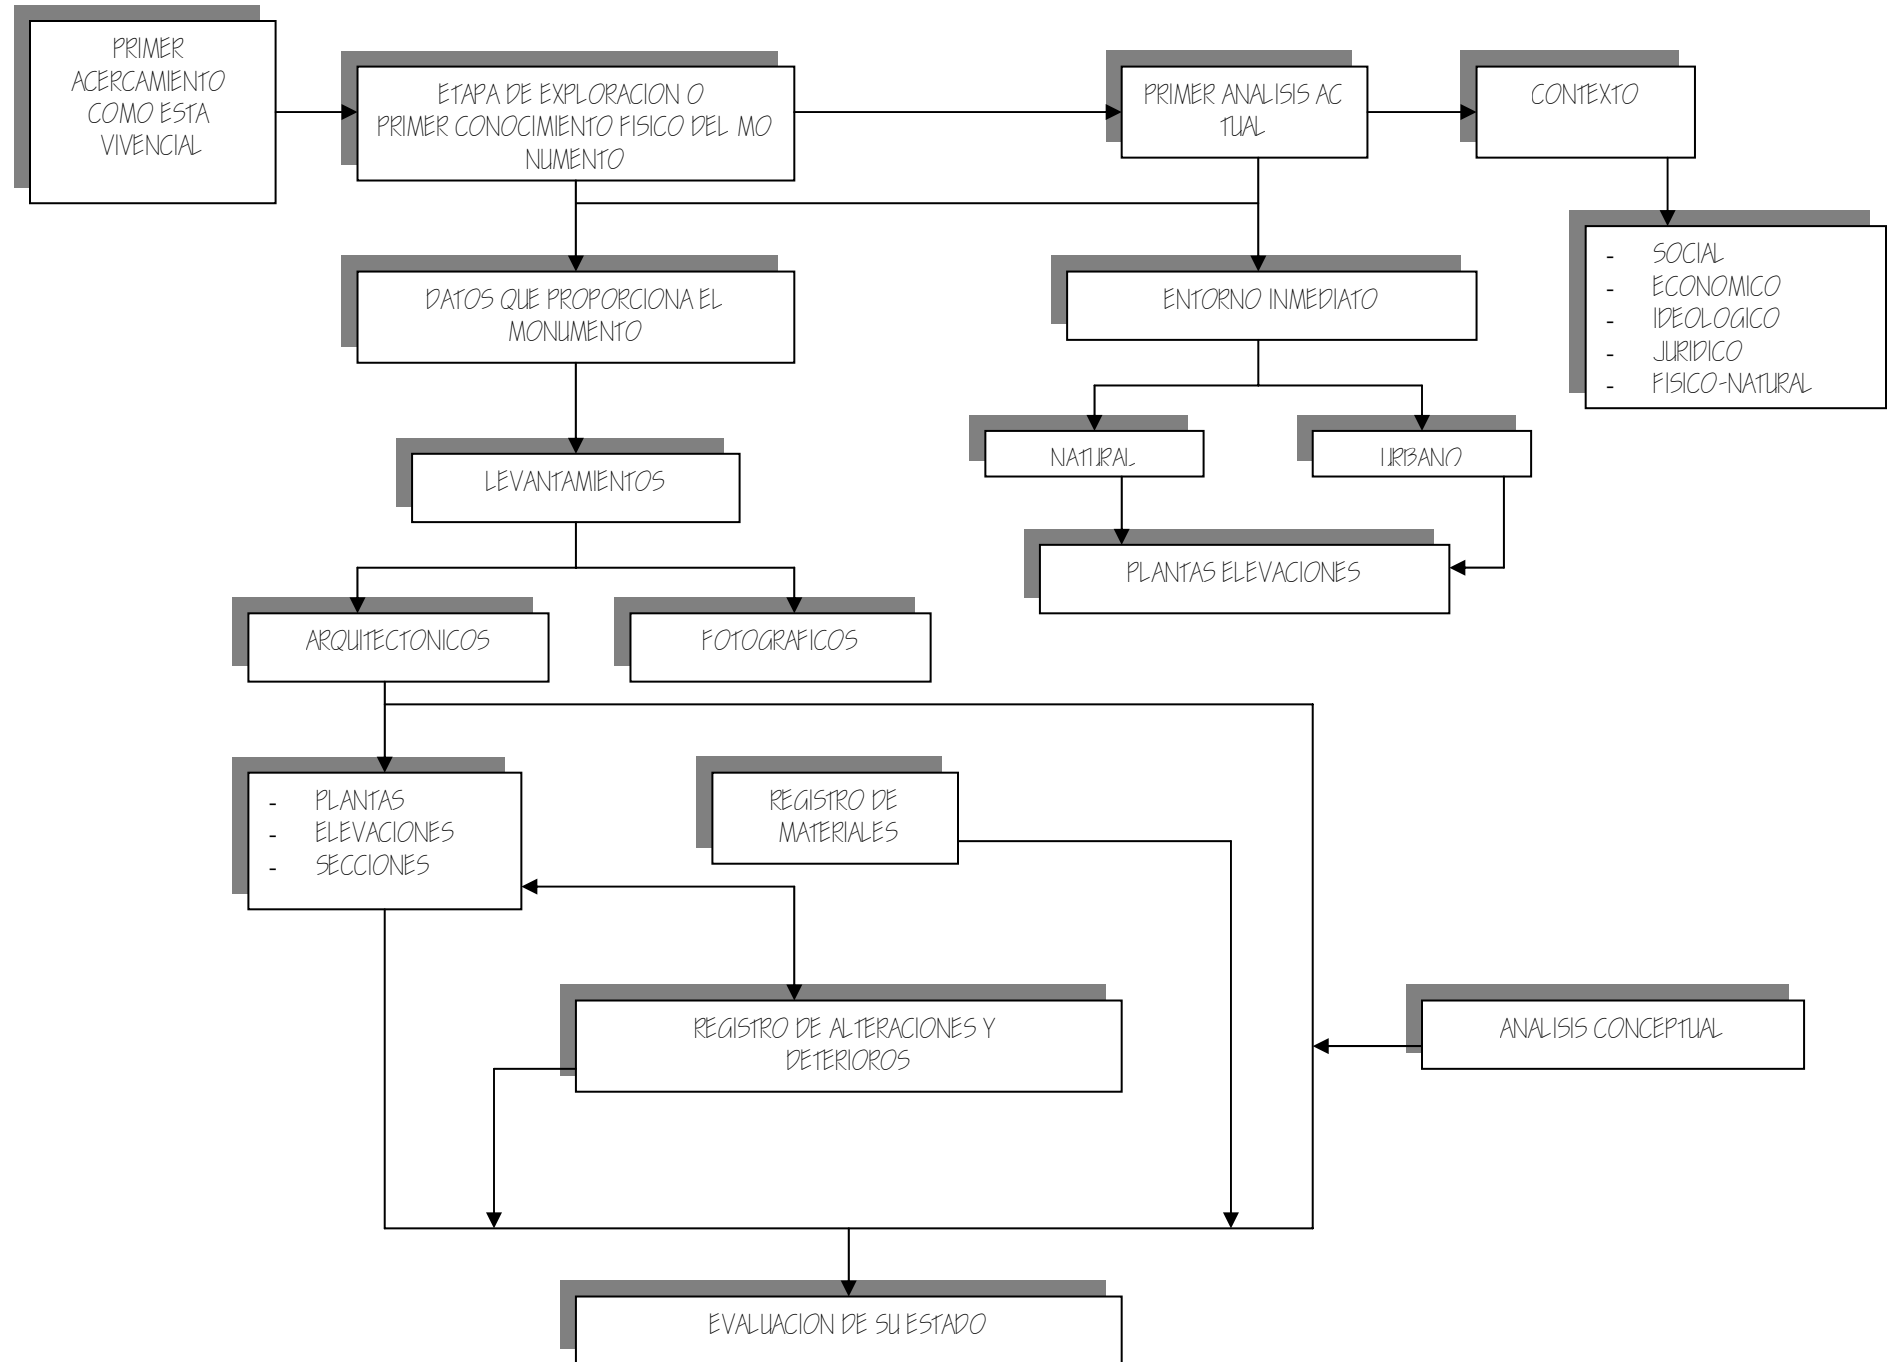 PRIMER
ACERCAMIENTO
COMO ESTA
VIVENCIAL
ETAPA DE EXPLORACION O
PRIMER CONOCIMIENTO FISICO DEL MO
NUMENTO
PRIMER ANALISIS AC
TUAL
CONTEXTO
- SOCIAL
- ECONOMICO
- IDEOLOGICO
- JURIDICO
- FISICO-NATURAL
DATOS QUE PROPORCIONA EL
MONUMENTO
ENTORNO INMEDIATO
NATURAL
URBANO
LEVANTAMIENTOS
PLANTAS ELEVACIONES
ARQUITECTONICOS
FOTOGRAFICOS
- PLANTAS
- ELEVACIONES
- SECCIONES
REGISTRO DE
MATERIALES
REGISTRO DE ALTERACIONES Y
DETERIOROS
ANALISIS CONCEPTUAL
EVALUACION DE SU ESTADO